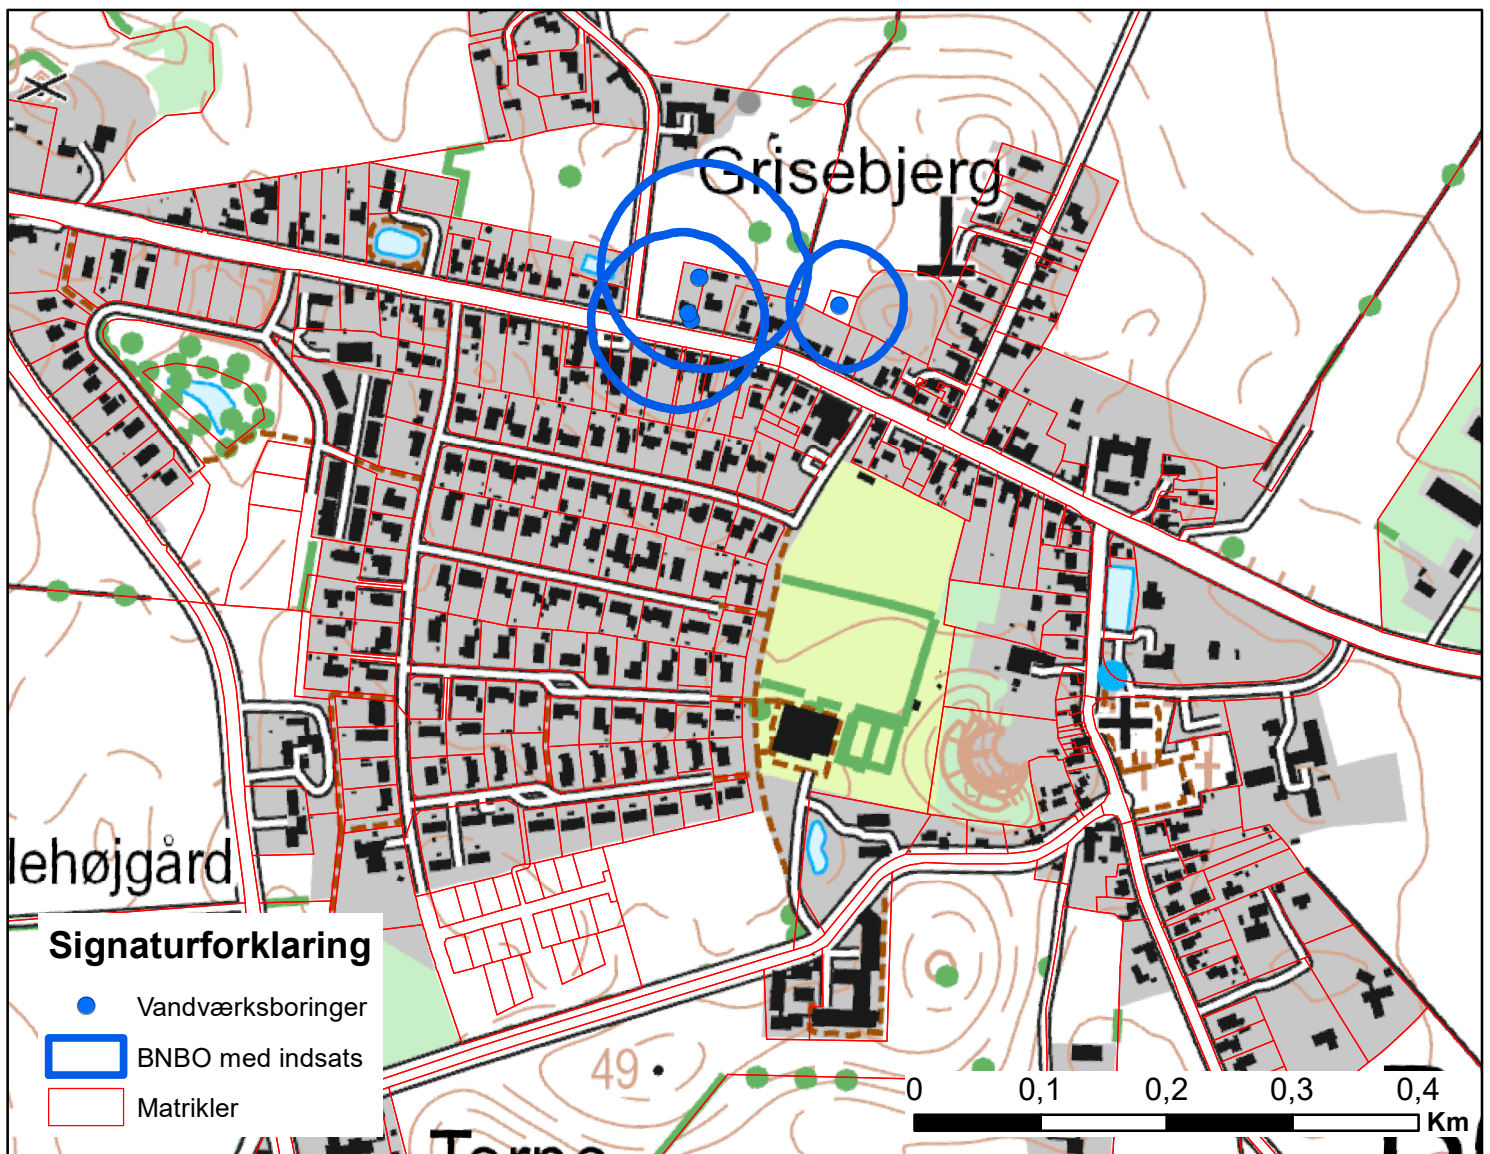 Grisebjerg
lehøjgård
Signaturforklaring
Vandværksboringer
BNBO med indsats
Matrikler
49
0 0,1 0,2 0,3 0,4
Km